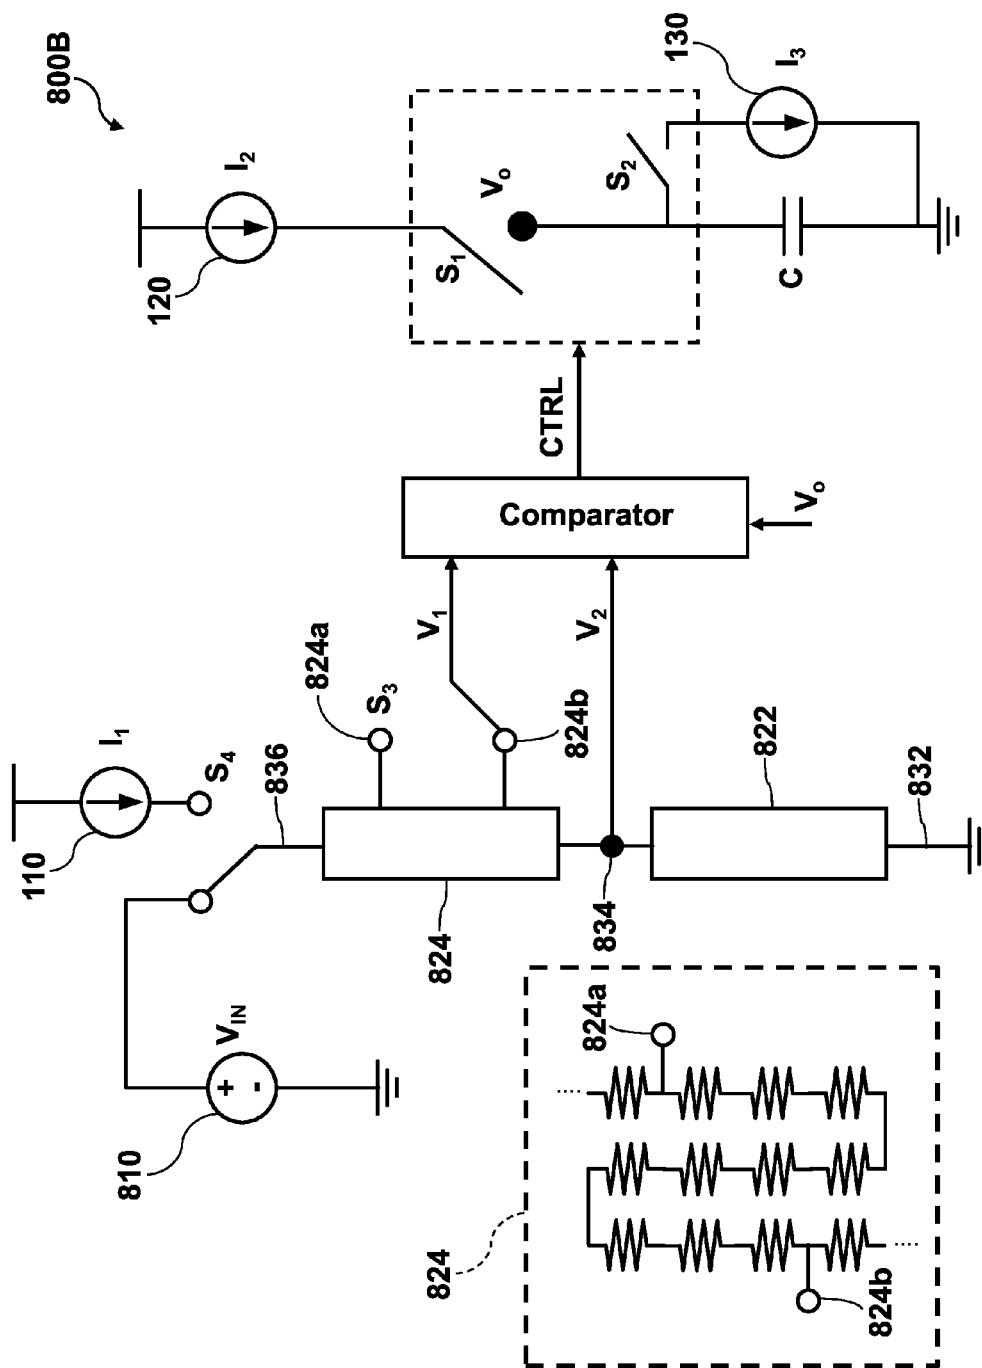 800B
I₂
120
130
I₃
S₁
Vₒ
S₂
C
CTRL
Comparator
Vₒ
V₁
V₂
I₁
110
S₄
836
824a
S₃
824b
824
834
822
832
V_IN
+
-
810
824
824a
824b